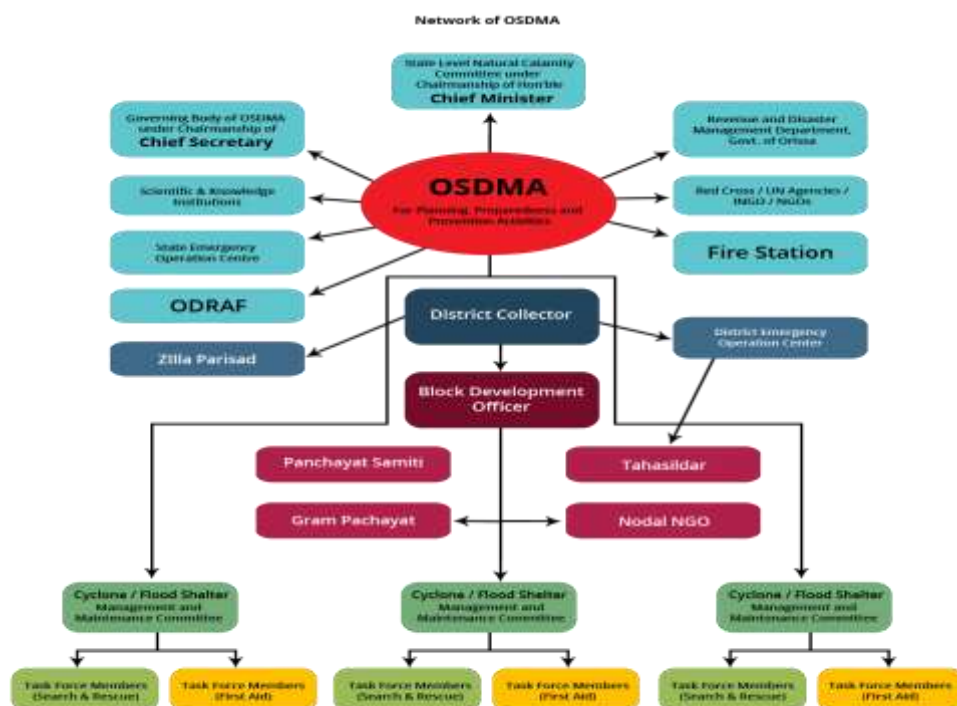 Network of OSDMA
State Level Natural Calamity
Committee under
Chairmanship of Hon'ble
Chief Minister
Governing Body of OSDMA
under Chairmanship of
Chief Secretary
Revenue and Disaster
Management Department,
Govt. of Orissa
OSDMA
For Planning, Preparedness and
Prevention Activities
Scientific & Knowledge
Institutions
Red Cross / UN Agencies /
INGO / NGOs
State Emergency
Operation Centre
Fire Station
ODRAF
District Collector
Zilla Parisad
District Emergency
Operation Center
Block Development
Officer
Panchayat Samiti
Tahasildar
Gram Pachayat
Nodal NGO
Cyclone / Flood Shelter
Management and
Maintenance Committee
Cyclone / Flood Shelter
Management and
Maintenance Committee
Cyclone / Flood Shelter
Management and
Maintenance Committee
Task Force Members
(Search & Rescue)
Task Force Members
(First Aid)
Task Force Members
(Search & Rescue)
Task Force Members
(First Aid)
Task Force Members
(Search & Rescue)
Task Force Members
(First Aid)